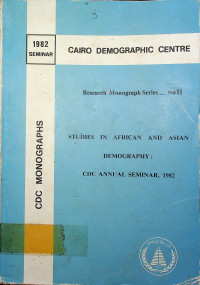 1982
SEMINAR
CAIRO DEMOGRAPHIC CENTRE
Research Monograph Series
No 11
STUDIES IN AFRICAN AND ASIAN
DEMOGRAPHY :
CDC ANNUAL SEMINAR, 1982
CDC MONOGRAPHS